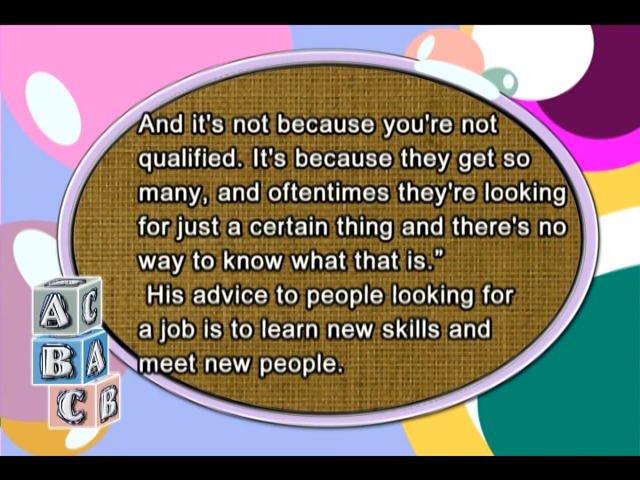 And it's not because you're not
qualified. It's because they get so
many, and oftentimes they're looking
for just a certain thing and there's no
way to know what that is.”
His advice to people looking for
a job is to learn new skills and
meet new people.
A C
B A
C B